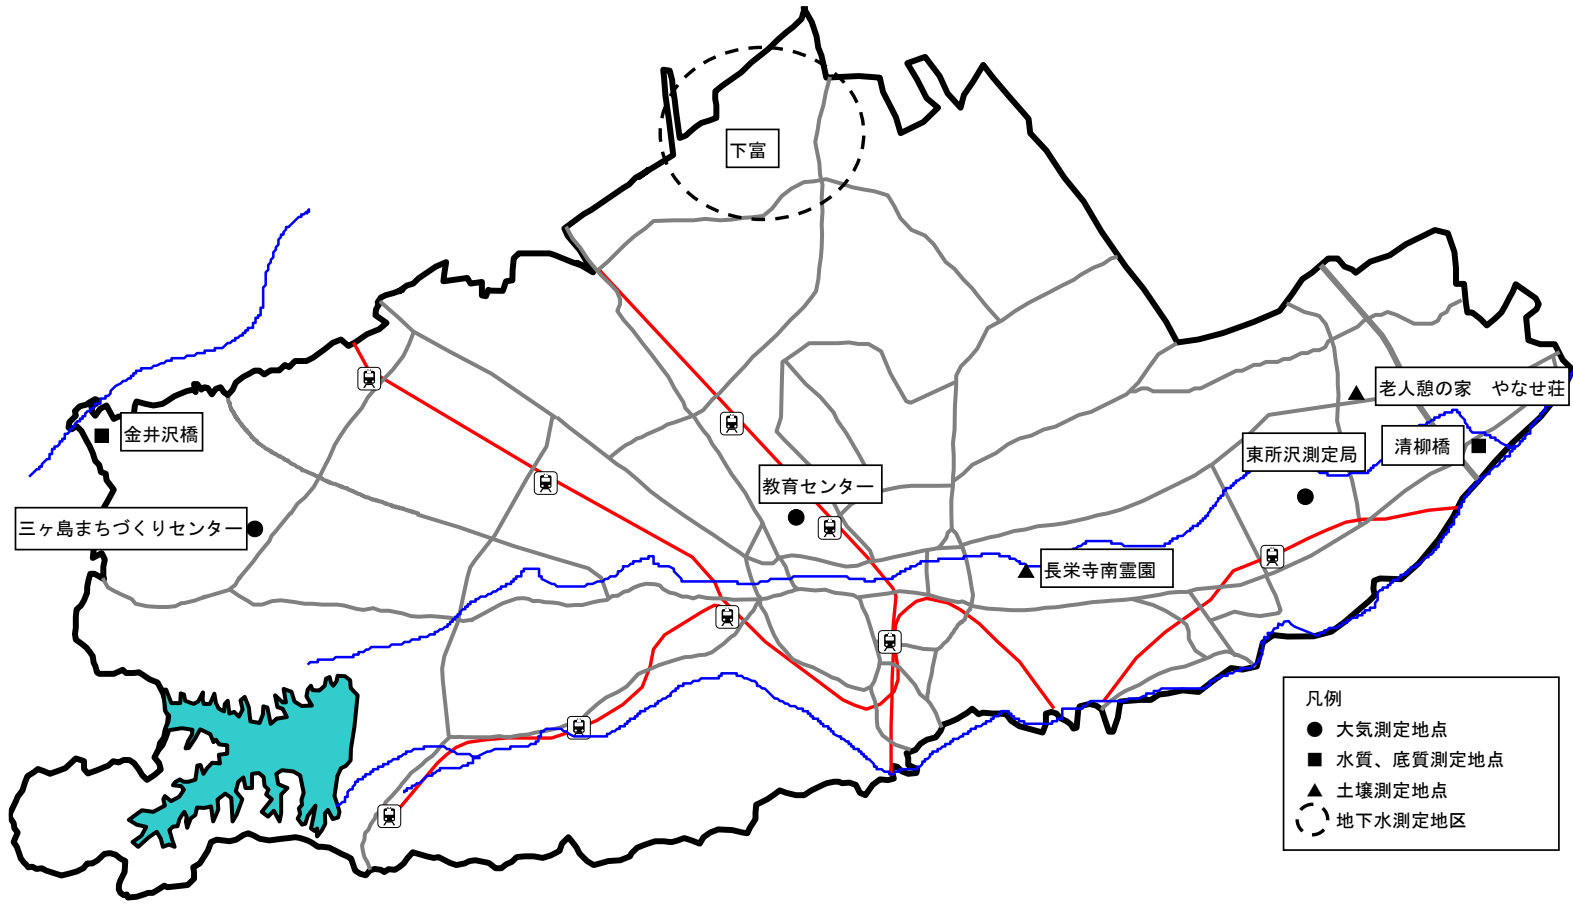 下富
老人憩の家　やなせ荘
金井沢橋
東所沢測定局
清柳橋
教育センター
三ヶ島まちづくりセンター
長栄寺南霊園
凡例
大気測定地点
水質、底質測定地点
土壌測定地点
地下水測定地区